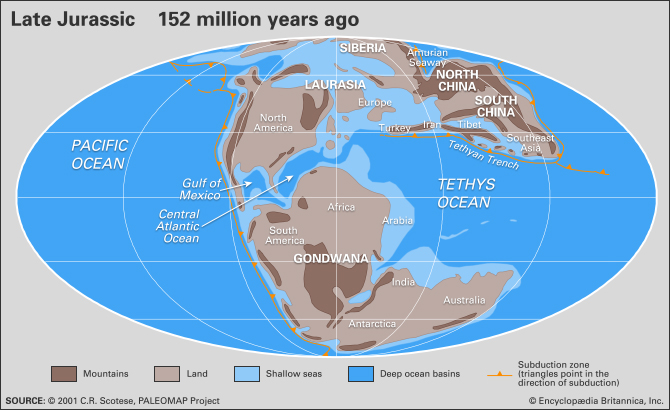 Late Jurassic 152 million years ago
SIBERIA
Amurian
Seaway
NORTH
CHINA
LAURASIA
Europe
SOUTH
CHINA
North
America
Turkey
Iran
Tibet
Southeast
Asia
PACIFIC
OCEAN
Tethyan Trench
Gulf of
Mexico
TETHYS
OCEAN
Central
Atlantic
Ocean
Africa
Arabia
South
America
GONDWANA
India
Australia
Antarctica
Mountains
Land
Shallow seas
Deep ocean basins
Subduction zone
(triangles point in the
direction of subduction)
SOURCE: © 2001 C.R. Scotese, PALEOMAP Project
© Encyclopædia Britannica, Inc.